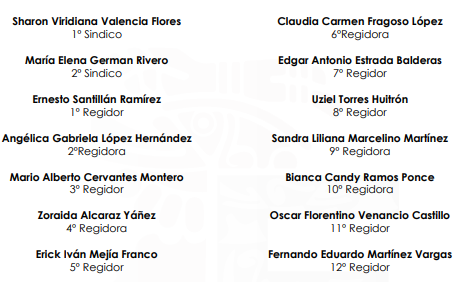 Sharon Viridiana Valencia Flores
1° Sindico
María Elena German Rivero
2° Sindico
Ernesto Santillán Ramírez
1° Regidor
Angélica Gabriela López Hernández
2°Regidora
Mario Alberto Cervantes Montero
3° Regidor
Zoraida Alcaraz Yáñez
4° Regidora
Erick Iván Mejía Franco
5° Regidor
Claudia Carmen Fragoso López
6°Regidora
Edgar Antonio Estrada Balderas
7° Regidor
Uziel Torres Huitrón
8° Regidor
Sandra Liliana Marcelino Martínez
9° Regidora
Bianca Candy Ramos Ponce
10° Regidora
Oscar Florentino Venancio Castillo
11° Regidor
Fernando Eduardo Martínez Vargas
12° Regidor